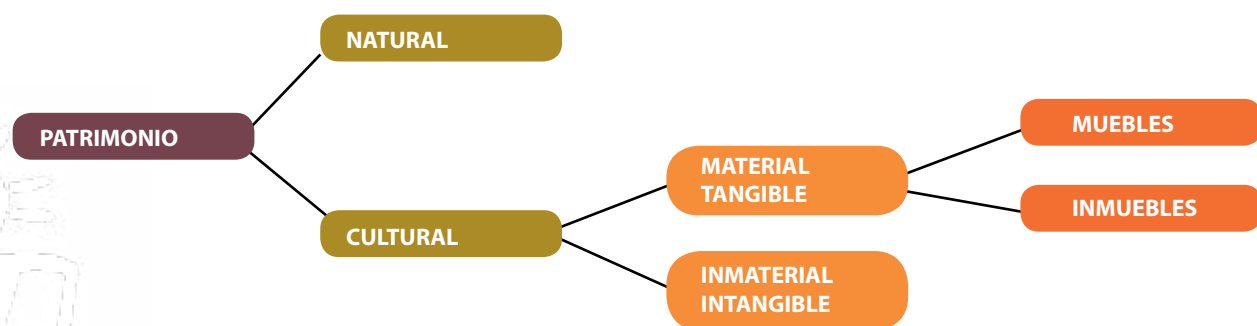 NATURAL
PATRIMONIO
CULTURAL
MATERIAL
TANGIBLE
INMATERIAL
INTANGIBLE
MUEBLES
INMUEBLES